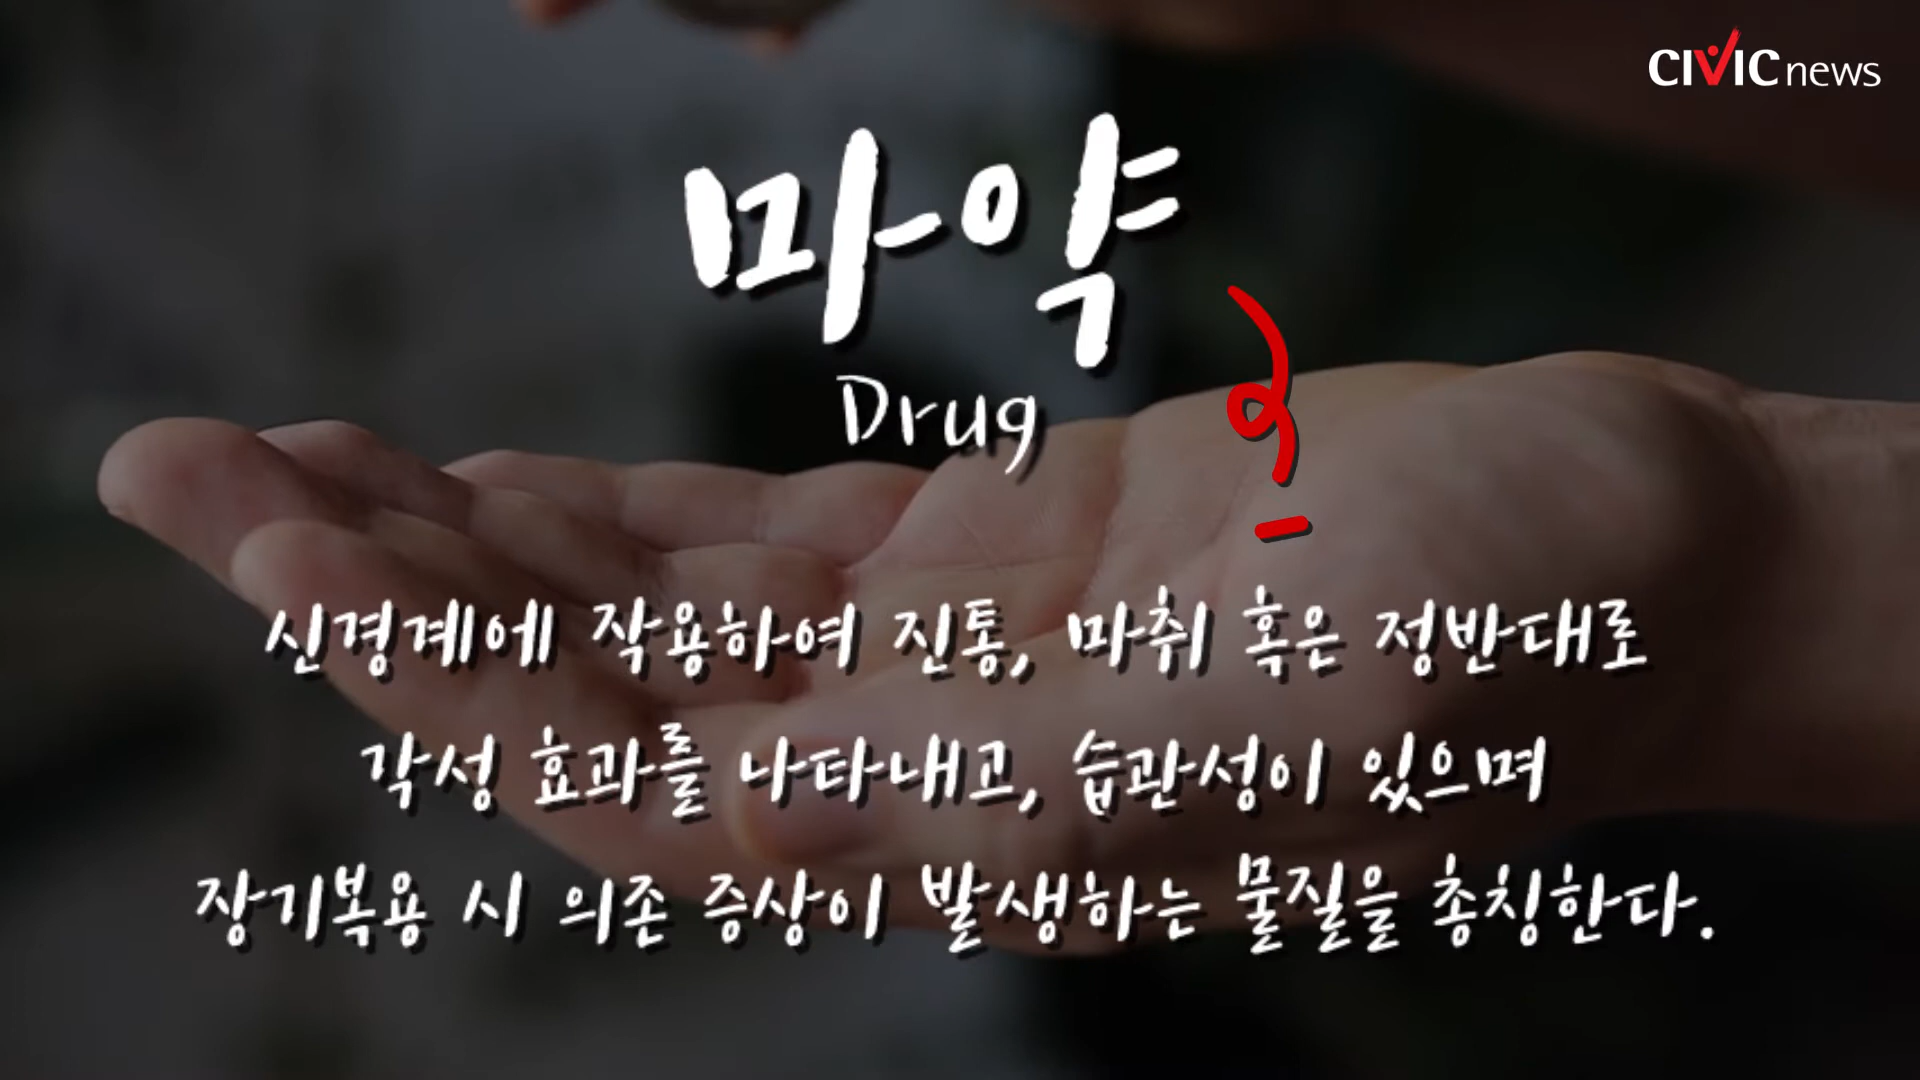 CIVIC news
마약
Drug
신경계에 작용하여 진통, 마취 혹은 정반대로
각성 효과를 나타내고, 습관성이 있으며
장기복용 시 의존 증상이 발생하는 물질을 총칭한다.